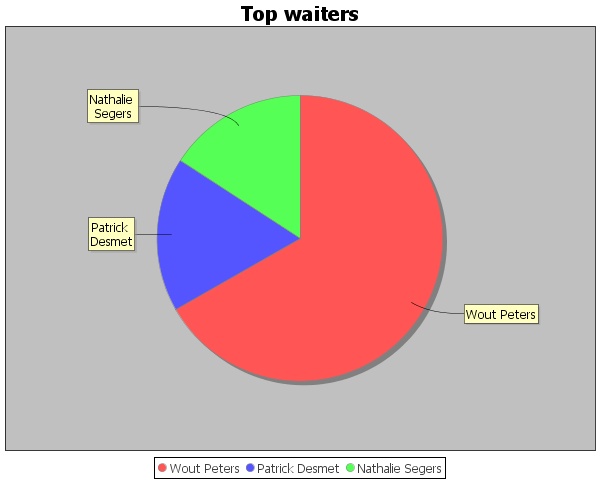 Top waiters
Nathalie
Segers
Patrick
Desmet
Wout Peters
Wout Peters Patrick Desmet Nathalie Segers